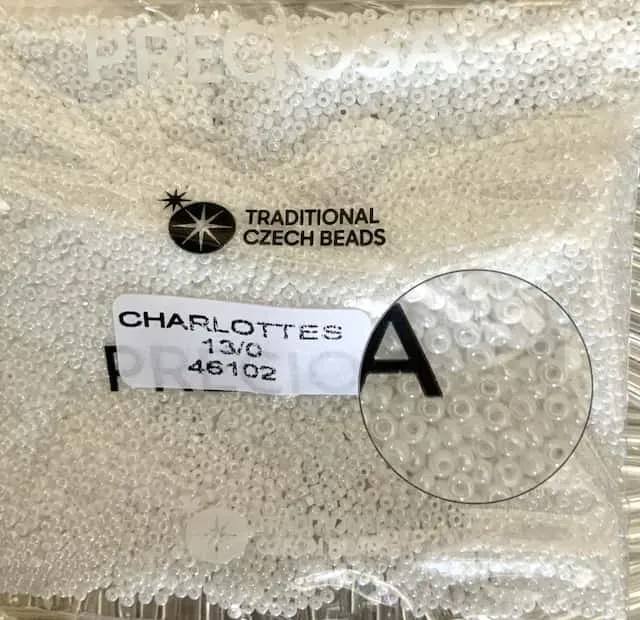 PRECIOSA
TRADITIONAL
CZECH BEADS
CHARLOTTES
13/0
46102
PRECIOSA